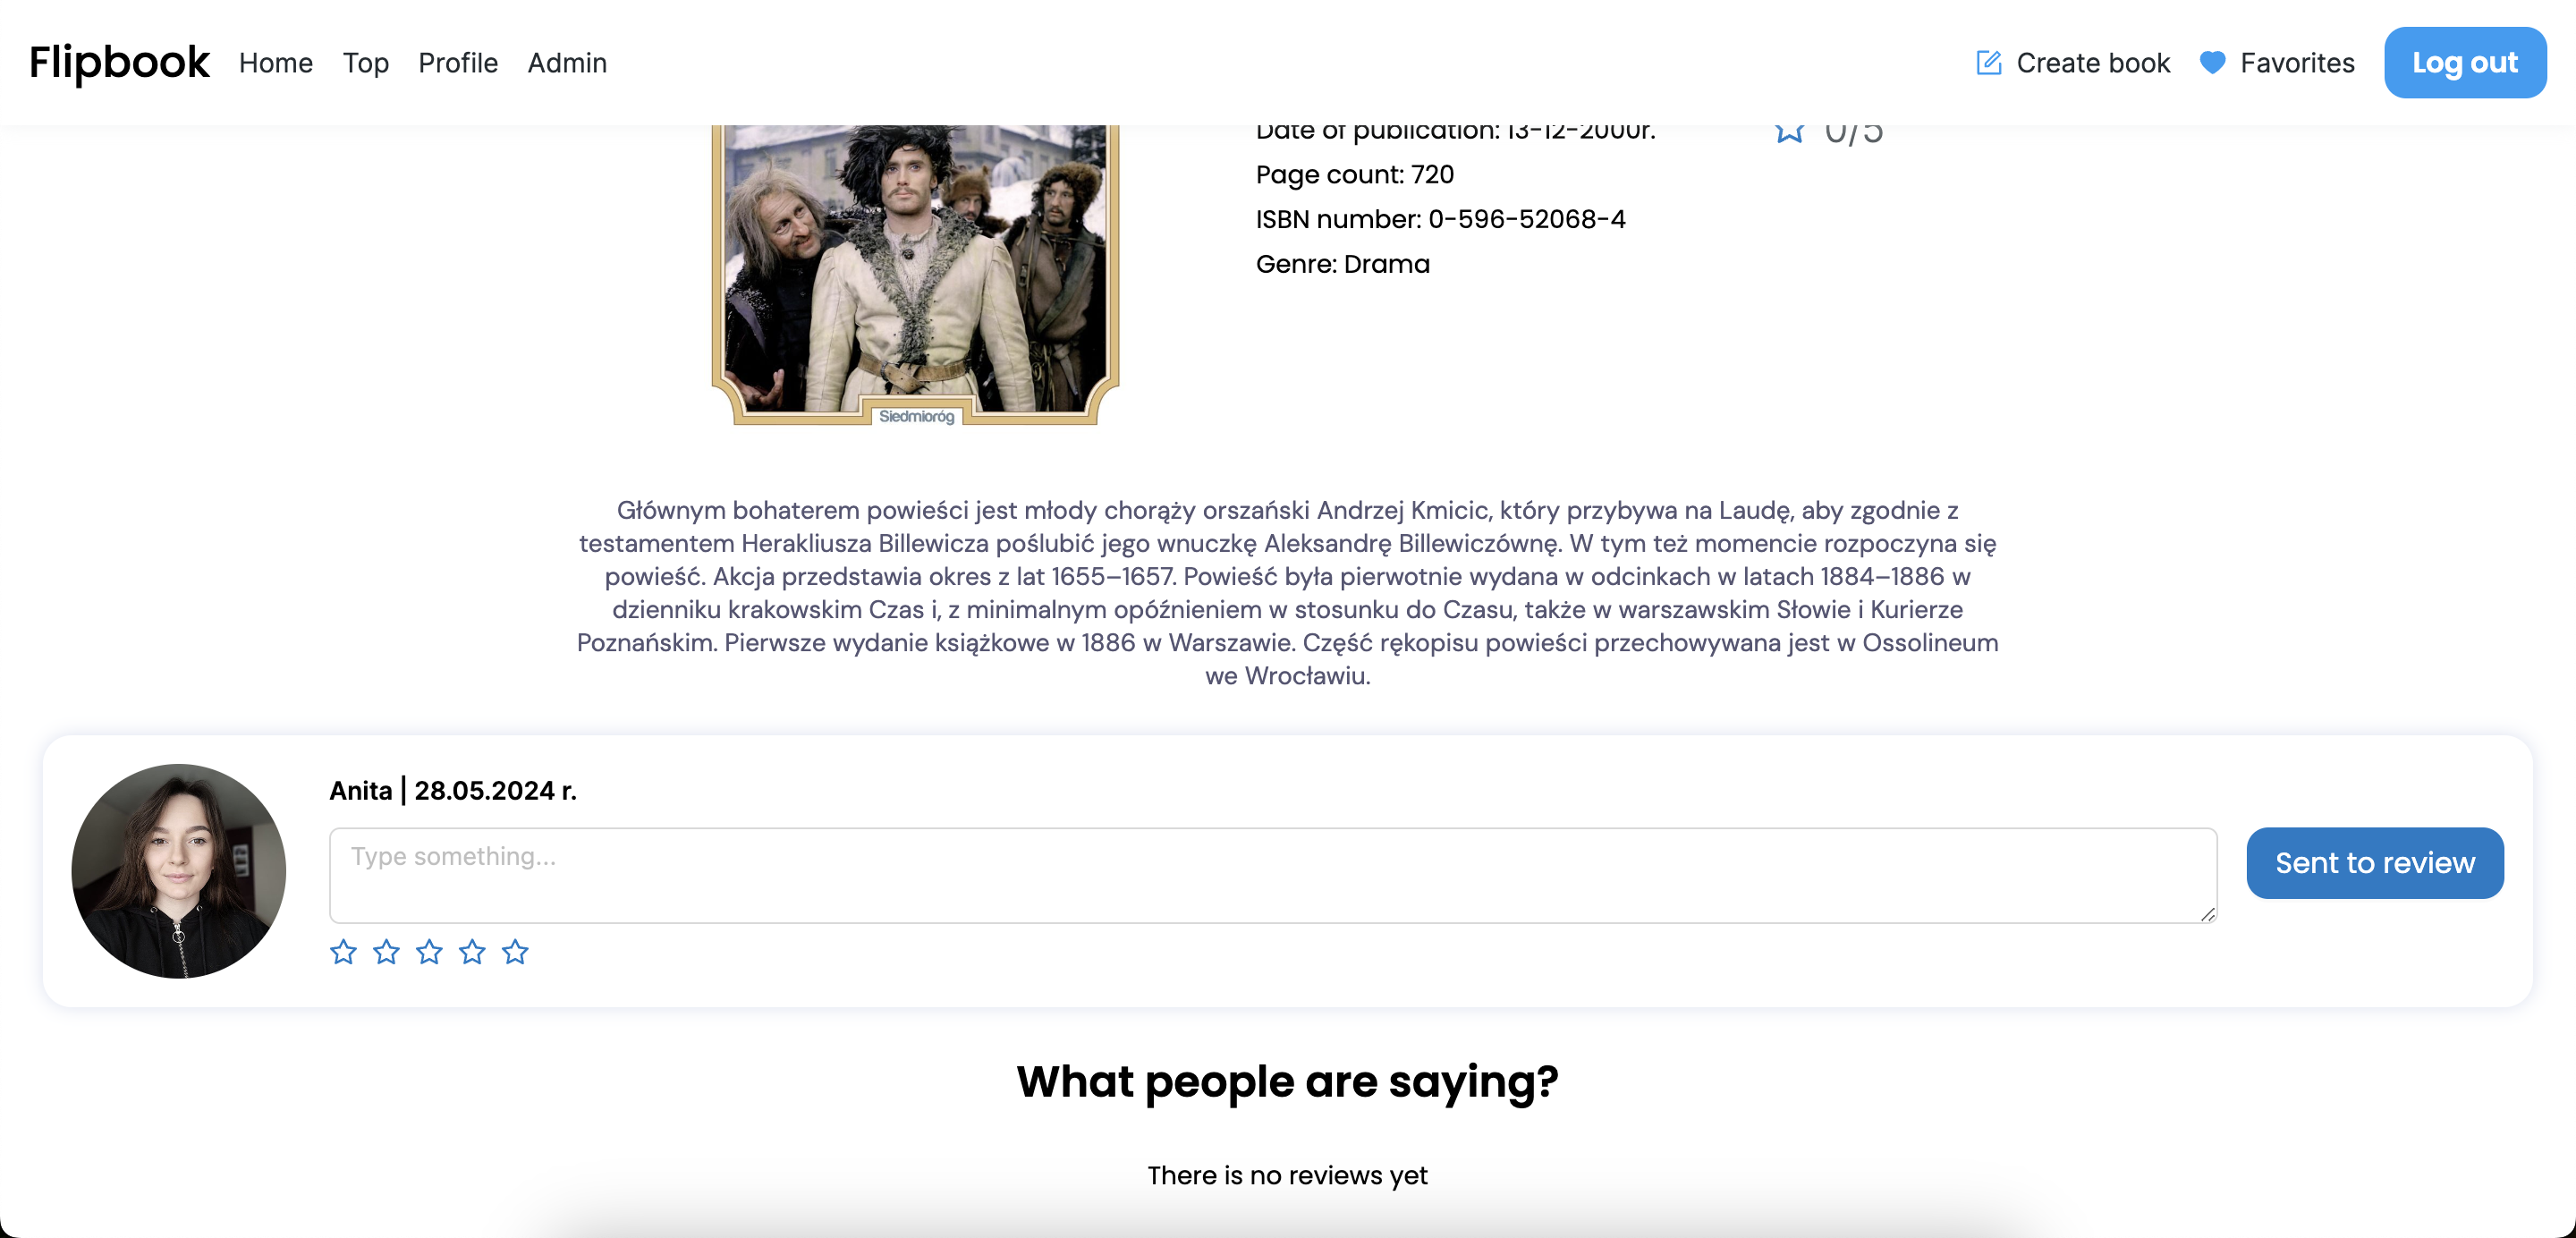 Flipbook Home Top Profile Admin Create book Favorites Log out
Date of publication: 13-12-2000r. 0/5
Page count: 720
ISBN number: 0-596-52068-4
Genre: Drama
Siedmioróg
Głównym bohaterem powieści jest młody chorąży orszański Andrzej Kmicic, który przybywa na Laudę, aby zgodnie z
testamentem Herakliusza Billewicza poślubić jego wnuczkę Aleksandrę Billewiczównę. W tym też momencie rozpoczyna się
powieść. Akcja przedstawia okres z lat 1655–1657. Powieść była pierwotnie wydana w odcinkach w latach 1884–1886 w
dzienniku krakowskim Czas i, z minimalnym opóźnieniem w stosunku do Czasu, także w warszawskim Słowie i Kurierze
Poznańskim. Pierwsze wydanie książkowe w 1886 w Warszawie. Część rękopisu powieści przechowywana jest w Ossolineum
we Wrocławiu.
Anita | 28.05.2024 r.
Type something...
Sent to review
What people are saying?
There is no reviews yet